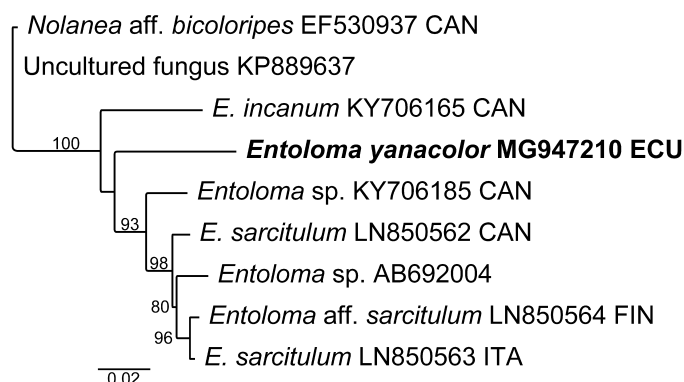 Nolanea aff. bicoloripes EF530937 CAN
Uncultured fungus KP889637
E. incanum KY706165 CAN
100
Entoloma yanacolor MG947210 ECU
Entoloma sp. KY706185 CAN
93
E. sarcitulum LN850562 CAN
98
Entoloma sp. AB692004
80
Entoloma aff. sarcitulum LN850564 FIN
96
E. sarcitulum LN850563 ITA
0.02